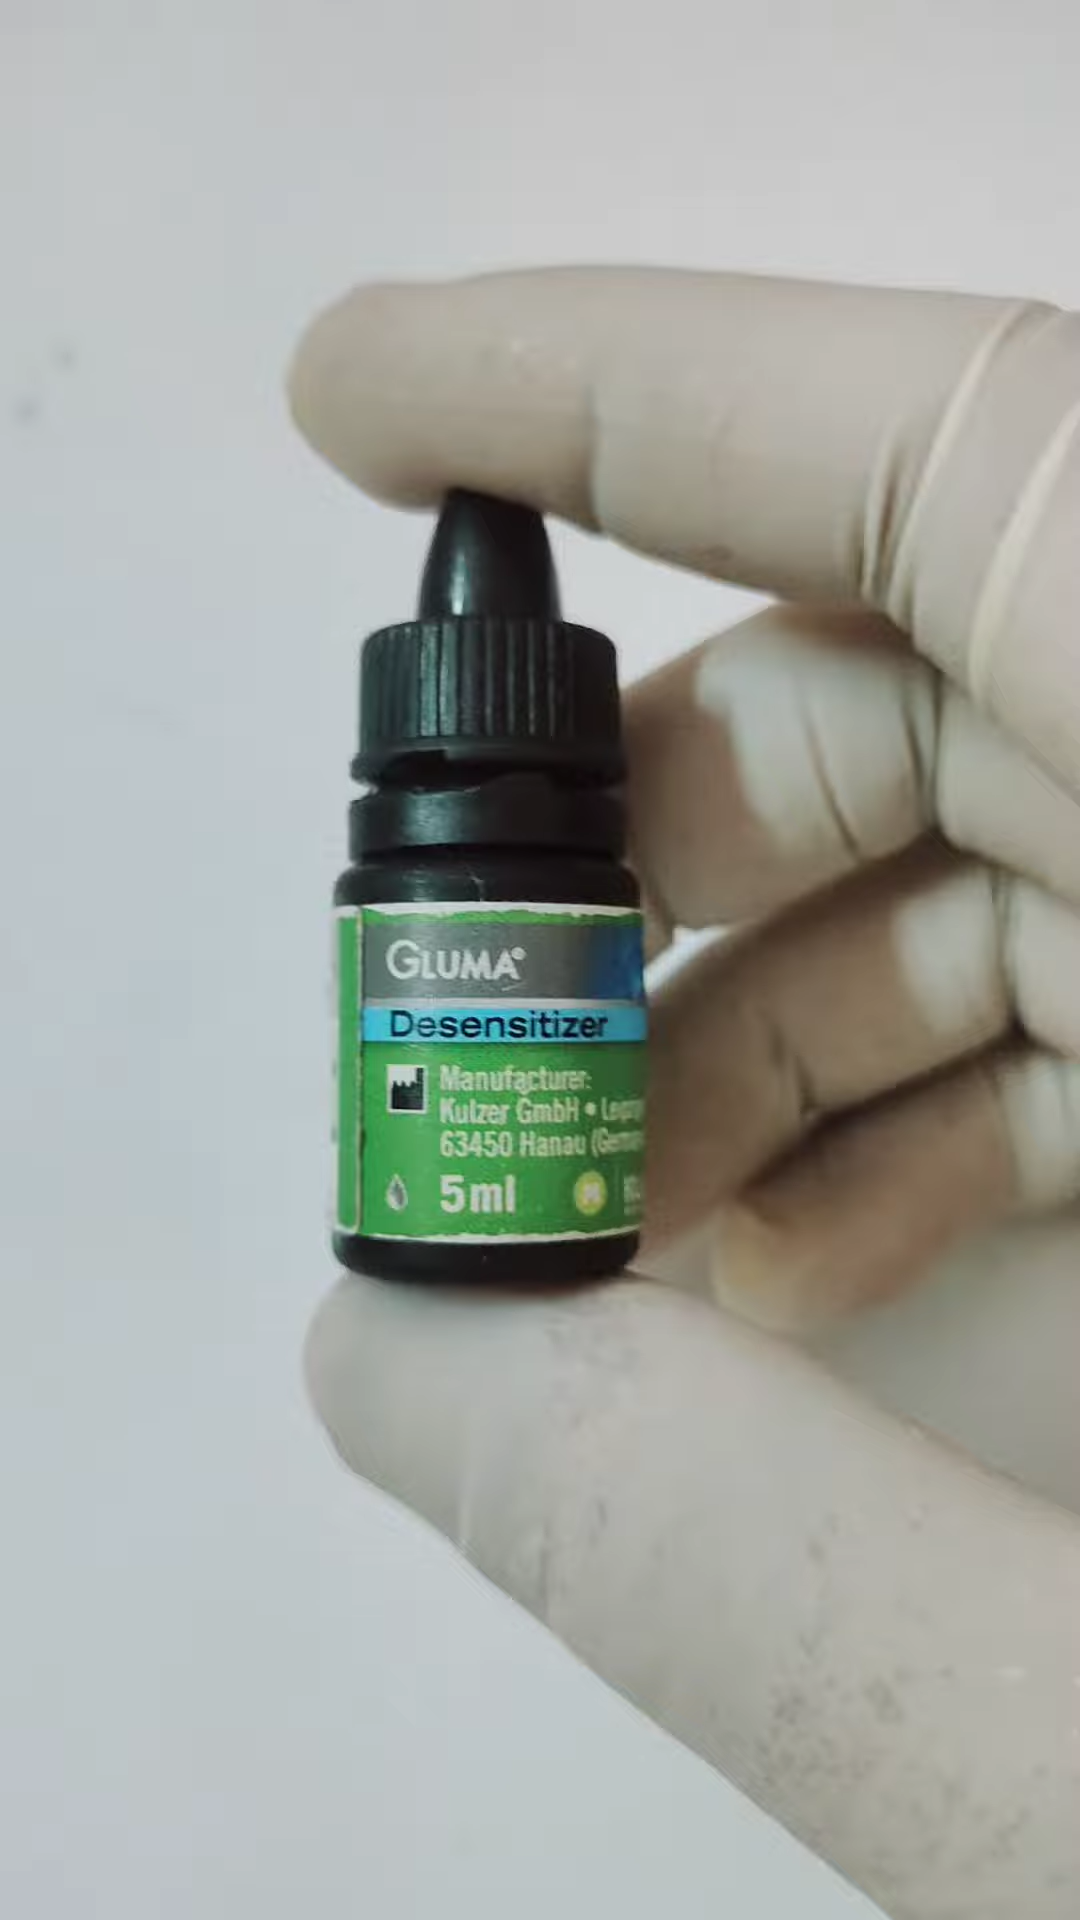 GLUMA®
Desensitizer
Manufacturer:
Kulzer GmbH •
63450 Hanau
5ml